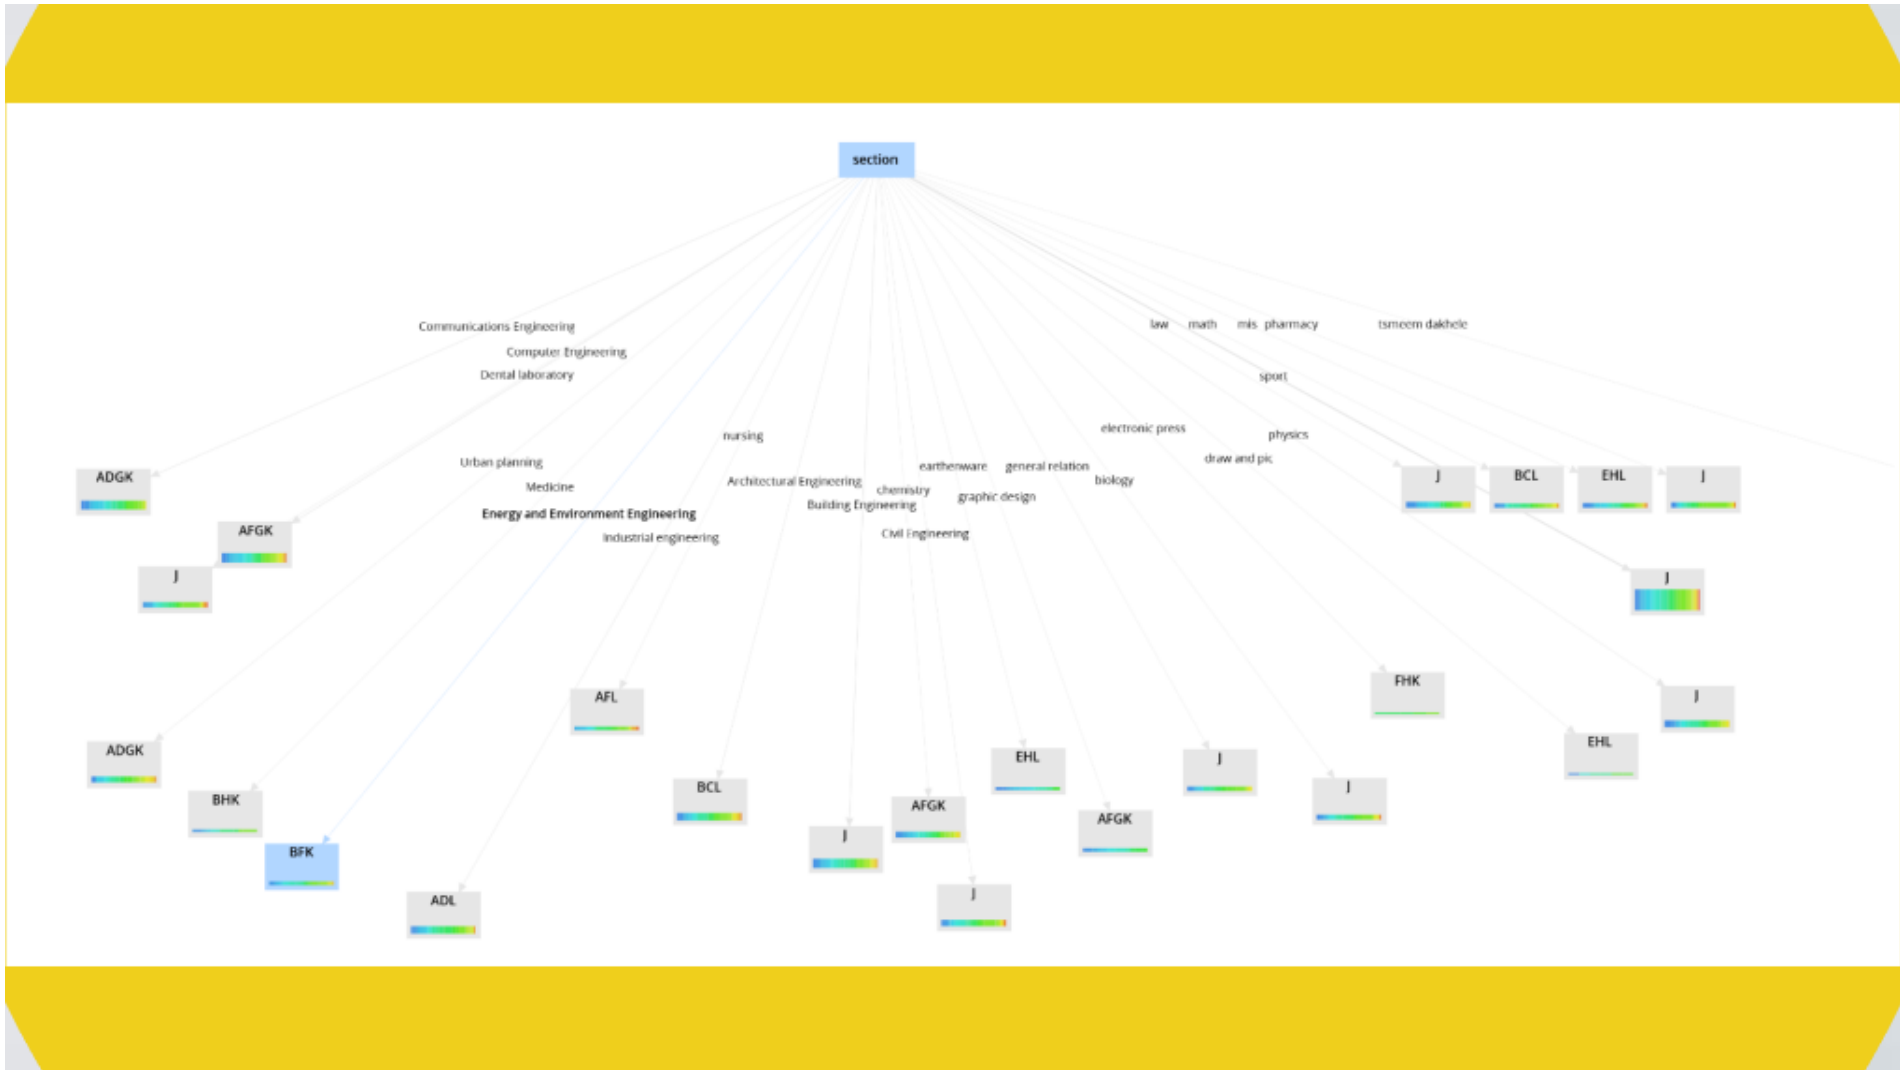 section
Communications Engineering
law math mis pharmacy tsmeem dakhele
Computer Engineering
Dental laboratory
sport
electronic press
nursing
physics
Urban planning
draw and pic
earthenware general relation
ADGK
J BCL EHL J
Architectural Engineering
biology
Medicine
chemistry
graphic design
Building Engineering
Energy and Environment Engineering
AFGK
Civil Engineering
Industrial engineering
J
J
FHK
AFL
J
EHL
ADGK
EHL
J
BCL
J
BHK
AFGK
AFGK
J
BFK
J
ADL